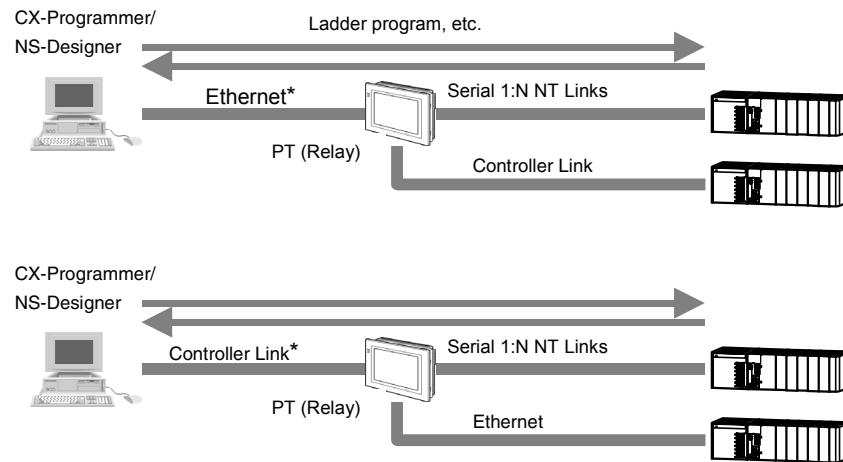 CX-Programmer/
NS-Designer
Ladder program, etc.
Ethernet*
Serial 1:N NT Links
PT (Relay)
Controller Link
CX-Programmer/
NS-Designer
Controller Link*
Serial 1:N NT Links
PT (Relay)
Ethernet